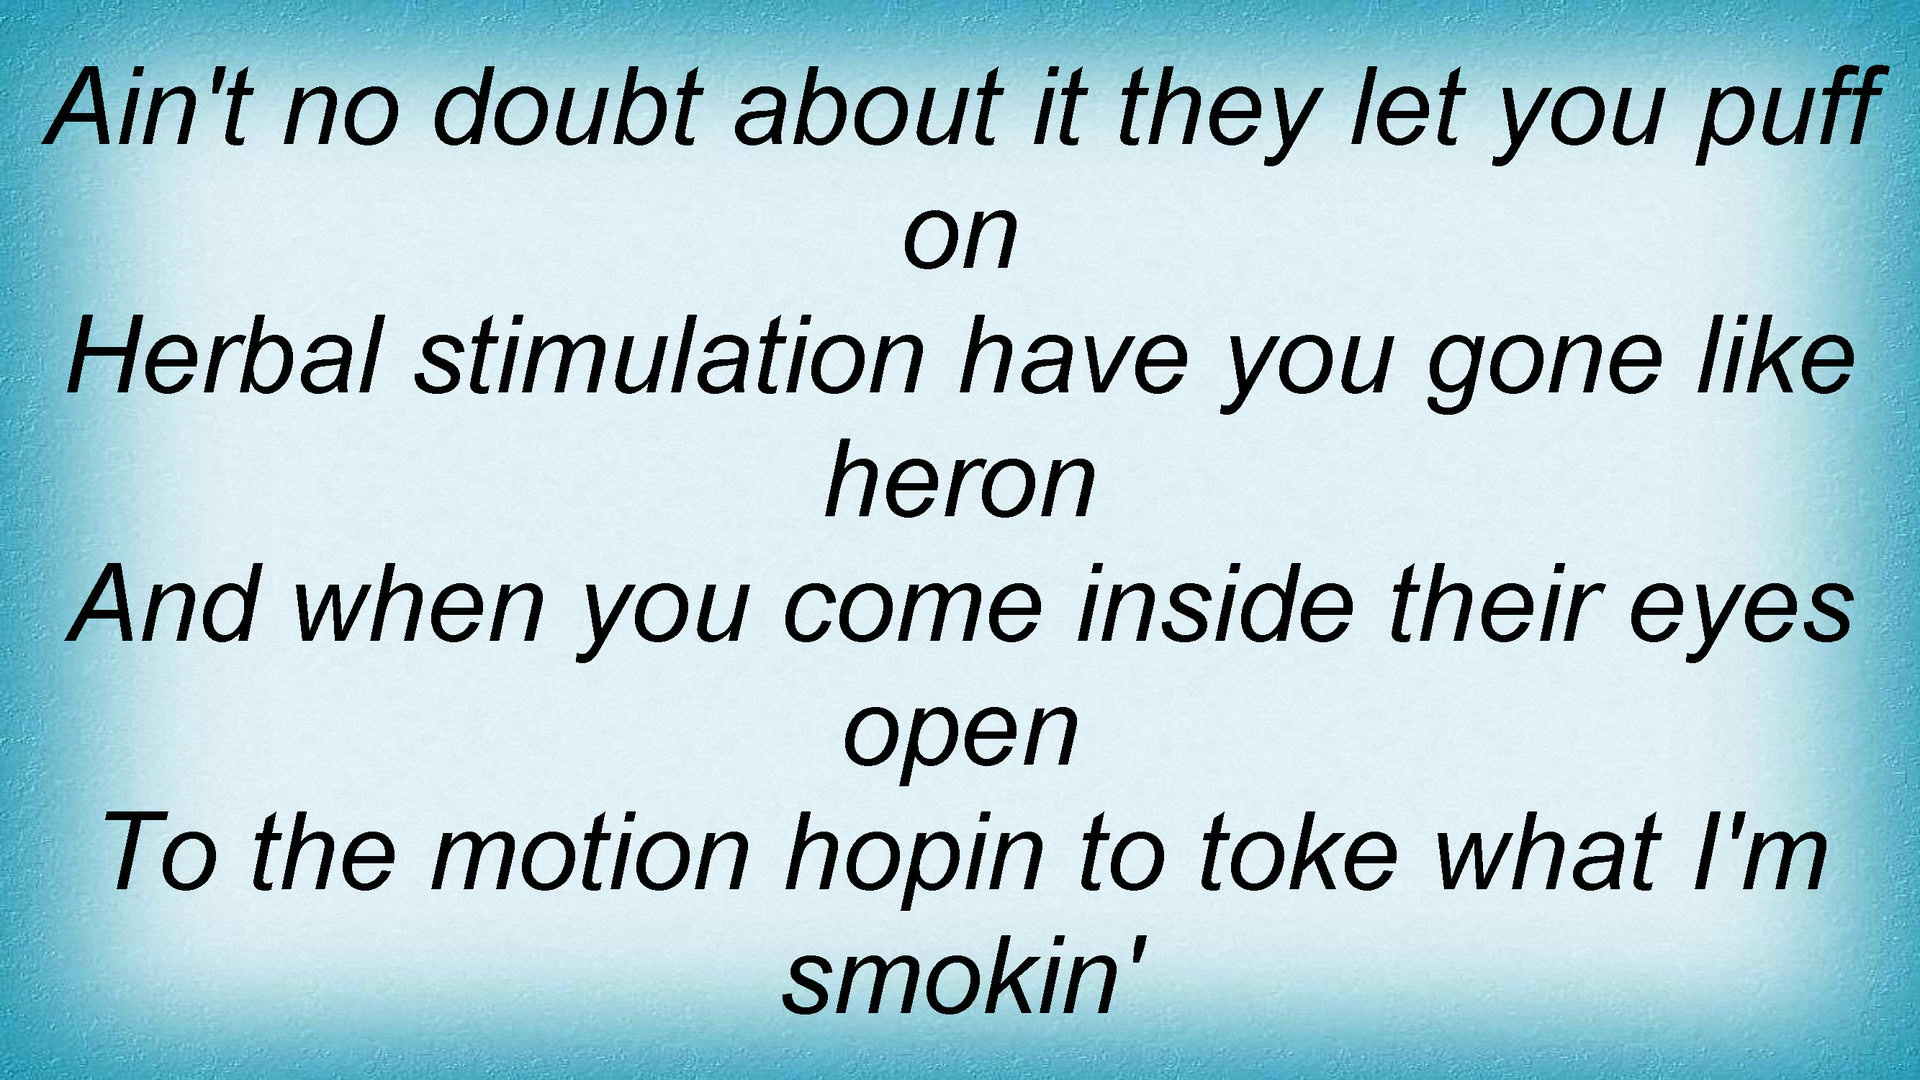 Ain't no doubt about it they let you puff
on
Herbal stimulation have you gone like
heron
And when you come inside their eyes
open
To the motion hopin to toke what I'm
smokin'